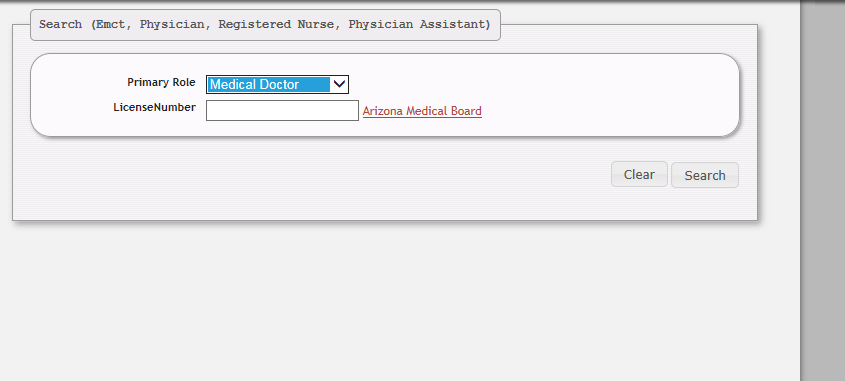 Search (Emct, Physician, Registered Nurse, Physician Assistant)
Primary Role Medical Doctor
LicenseNumber Arizona Medical Board
Clear Search